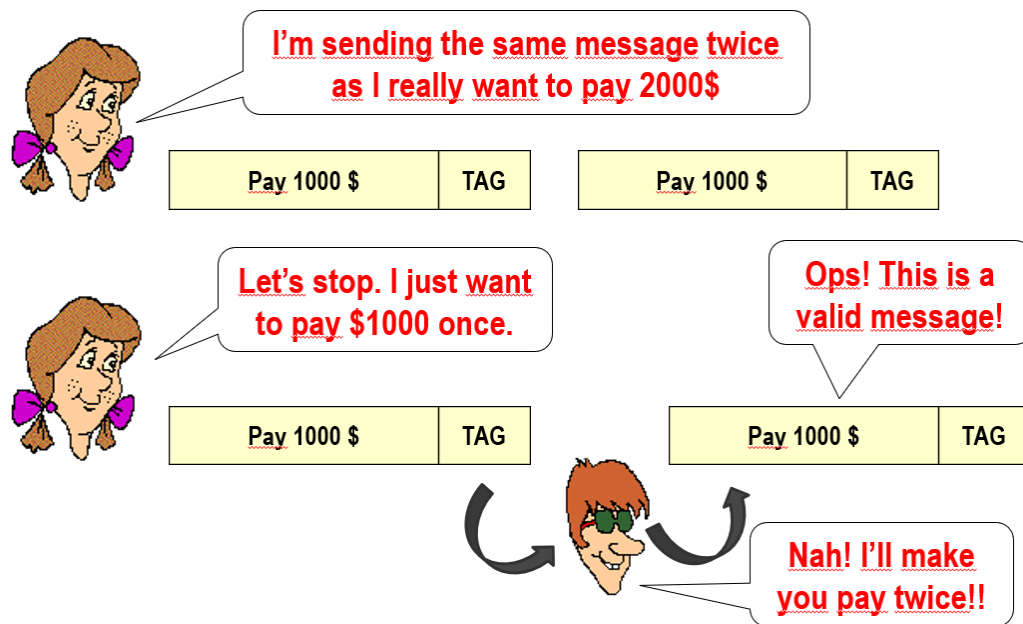 I'm sending the same message twice
as I really want to pay 2000$
Pay 1000 $ TAG Pay 1000 $ TAG
Let's stop. I just want
to pay $1000 once.
Ops! This is a
valid message!
Pay 1000 $ TAG Pay 1000 $ TAG
Nah! I'll make
you pay twice!!